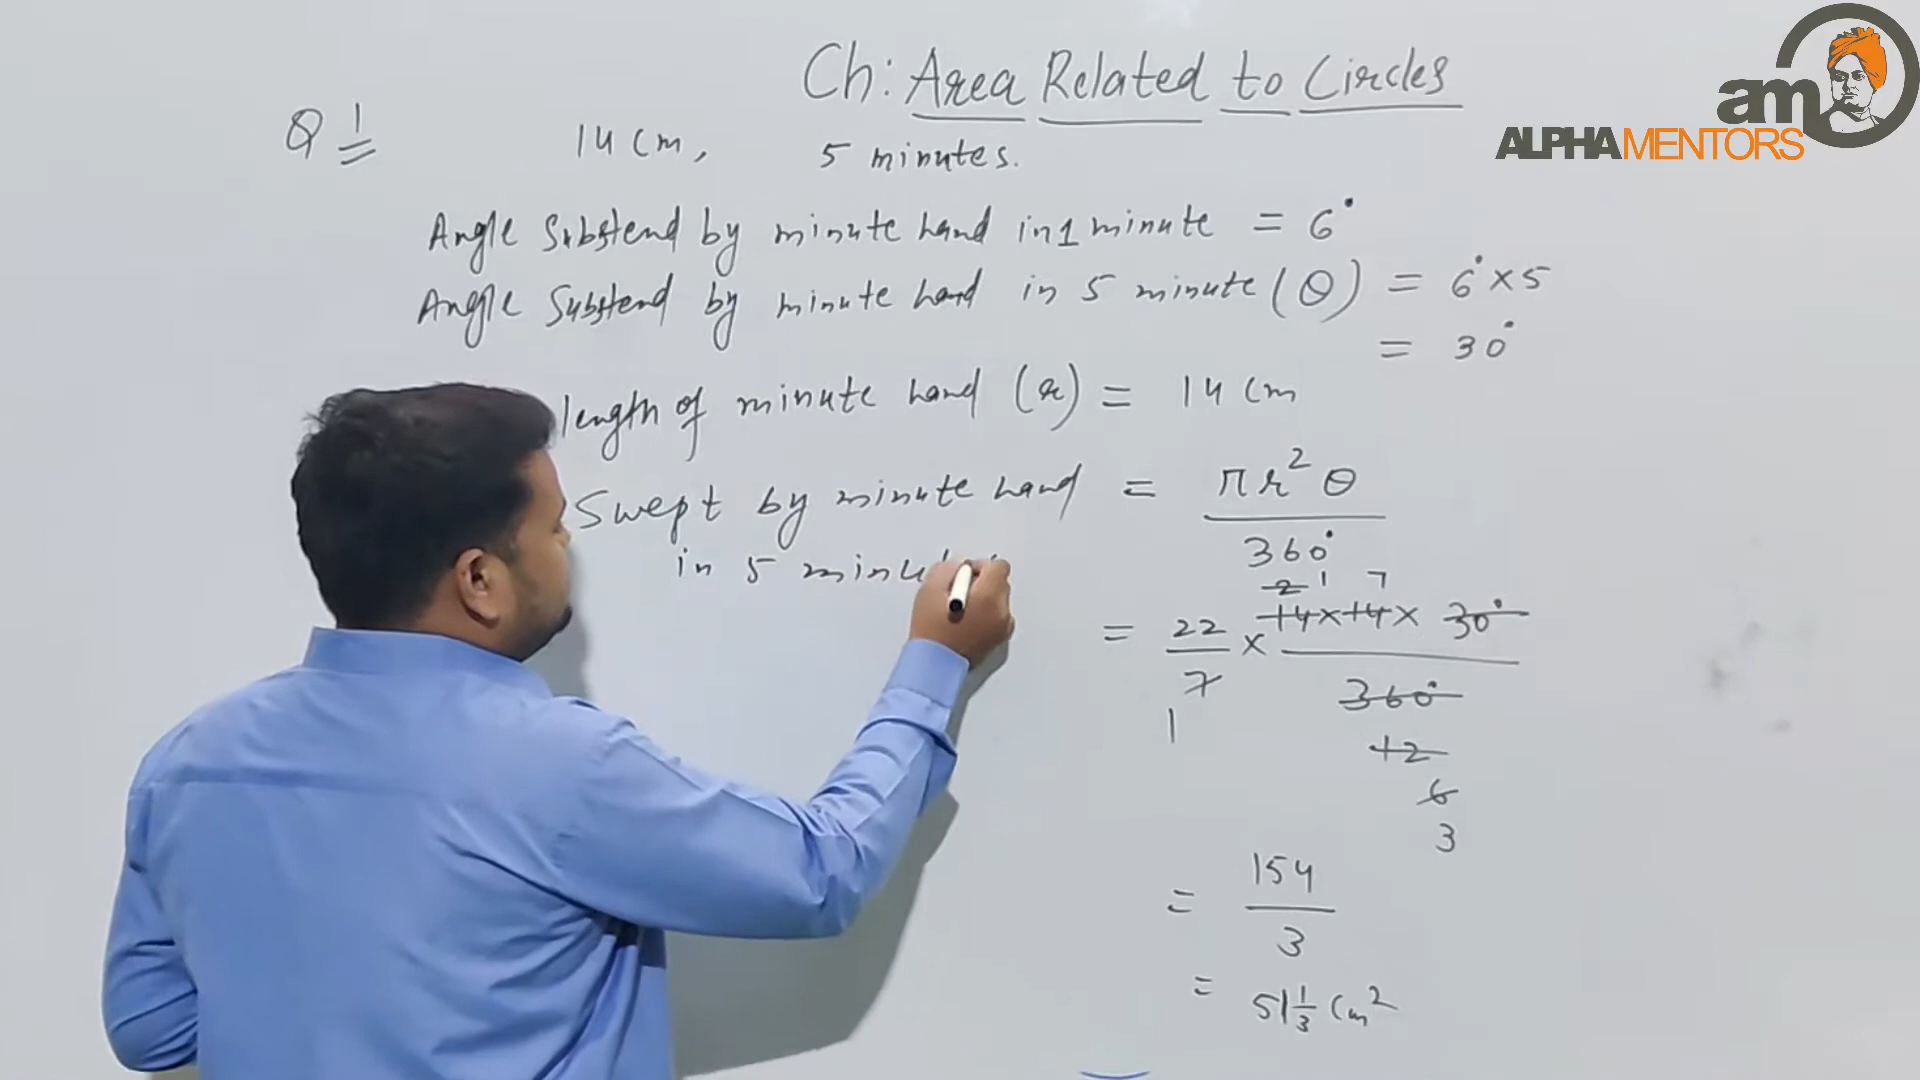 Ch: Area Related to Circles
am
ALPHAMENTORS
Q 1
14 cm, 5 minutes.
Angle Substend by minute hand in 1 minute = 6°
Angle Substend by minute hand in 5 minute (θ) = 6° × 5
= 30°
length of minute hand (r) = 14 cm
Swept by minute hand = πr²θ / 360°
in 5
= 22/7 × 14 × 14 × 30° / 360°
2 1 7
1
12
6
3
= 154/3
= 51 1/3 Cm²